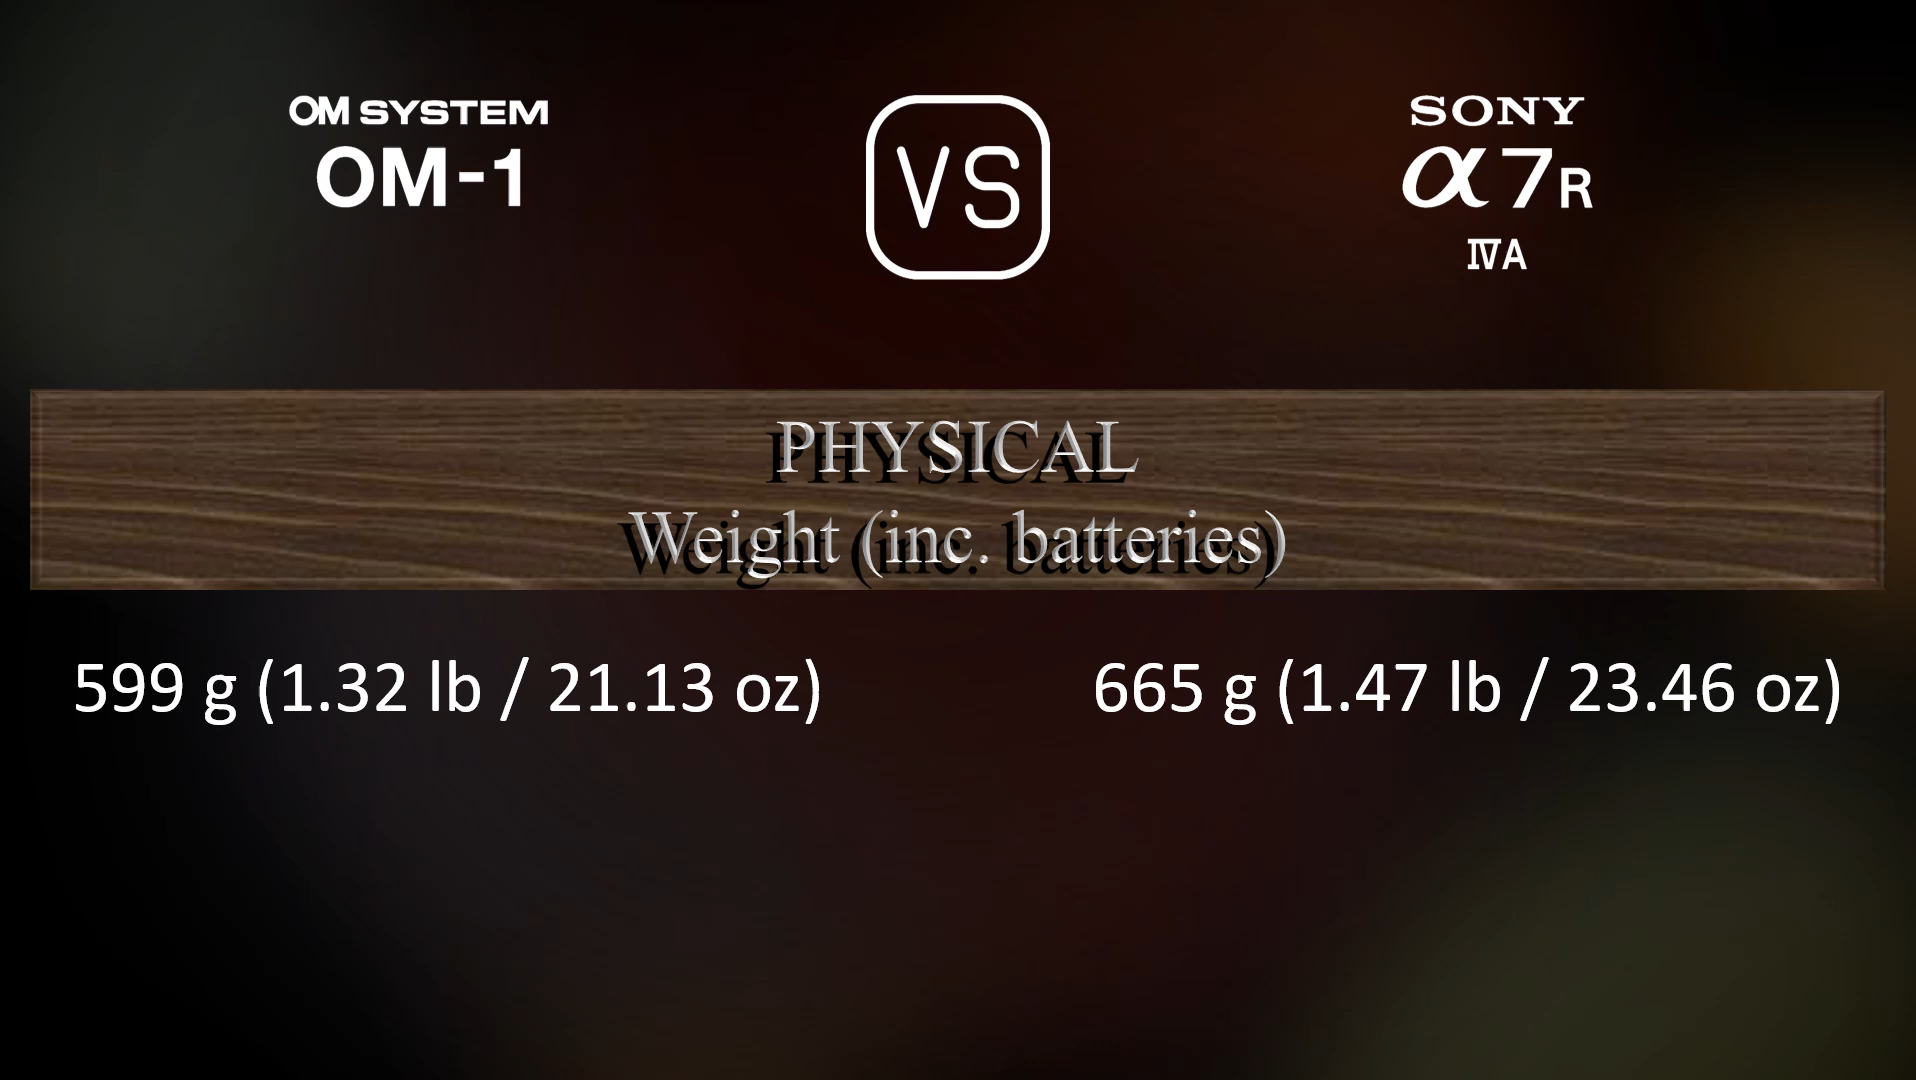 OM SYSTEM
OM-1
VS
SONY
α7R
IVA
PHYSICAL
Weight (inc. batteries)
599 g (1.32 lb / 21.13 oz)
665 g (1.47 lb / 23.46 oz)